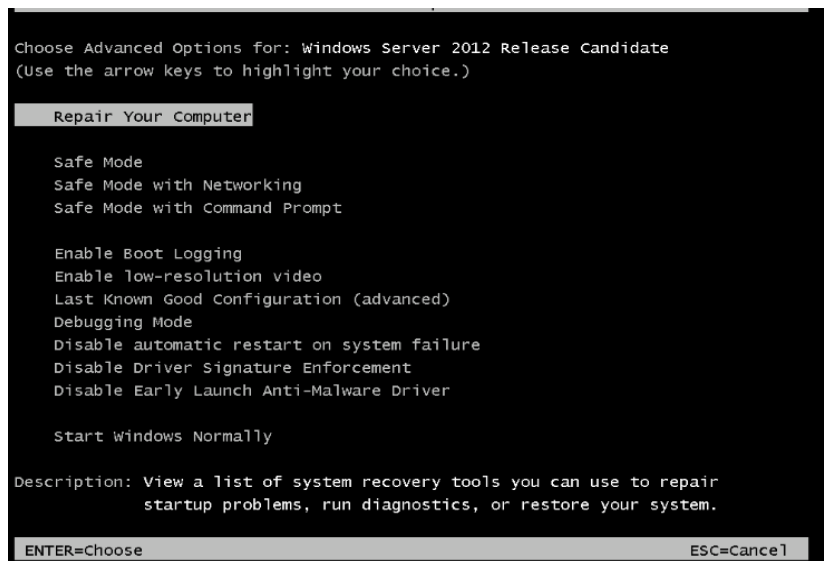 Choose Advanced Options for: Windows Server 2012 Release Candidate
(Use the arrow keys to highlight your choice.)
Repair Your Computer
Safe Mode
Safe Mode with Networking
Safe Mode with Command Prompt
Enable Boot Logging
Enable low-resolution video
Last Known Good Configuration (advanced)
Debugging Mode
Disable automatic restart on system failure
Disable Driver Signature Enforcement
Disable Early Launch Anti-Malware Driver
Start Windows Normally
Description: View a list of system recovery tools you can use to repair
startup problems, run diagnostics, or restore your system.
ENTER=Choose ESC=Cancel